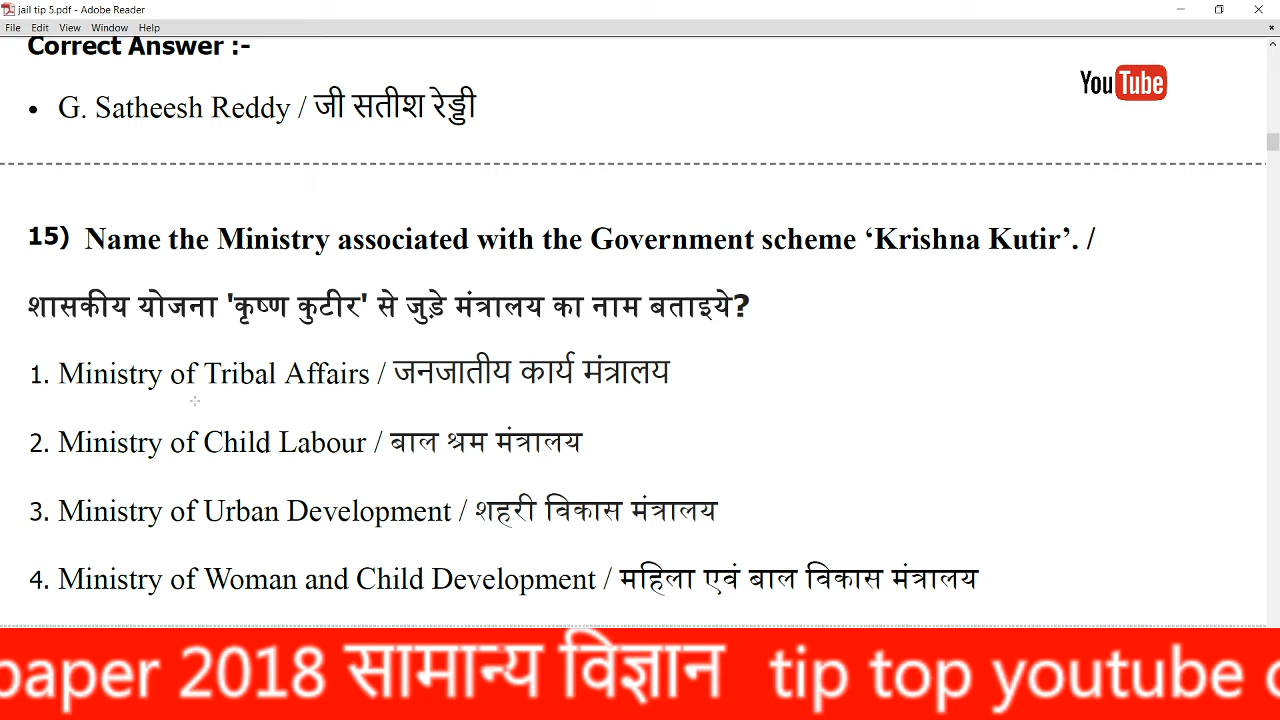 jail tip 5.pdf - Adobe Reader
File Edit View Window Help
Correct Answer :-
YouTube
• G. Satheesh Reddy / जी सतीश रेड्डी
15) Name the Ministry associated with the Government scheme ‘Krishna Kutir’. /
शासकीय योजना 'कृष्ण कुटीर' से जुड़े मंत्रालय का नाम बताइये?
1. Ministry of Tribal Affairs / जनजातीय कार्य मंत्रालय
2. Ministry of Child Labour / बाल श्रम मंत्रालय
3. Ministry of Urban Development / शहरी विकास मंत्रालय
4. Ministry of Woman and Child Development / महिला एवं बाल विकास मंत्रालय
paper 2018 सामान्य विज्ञान tip top youtube c